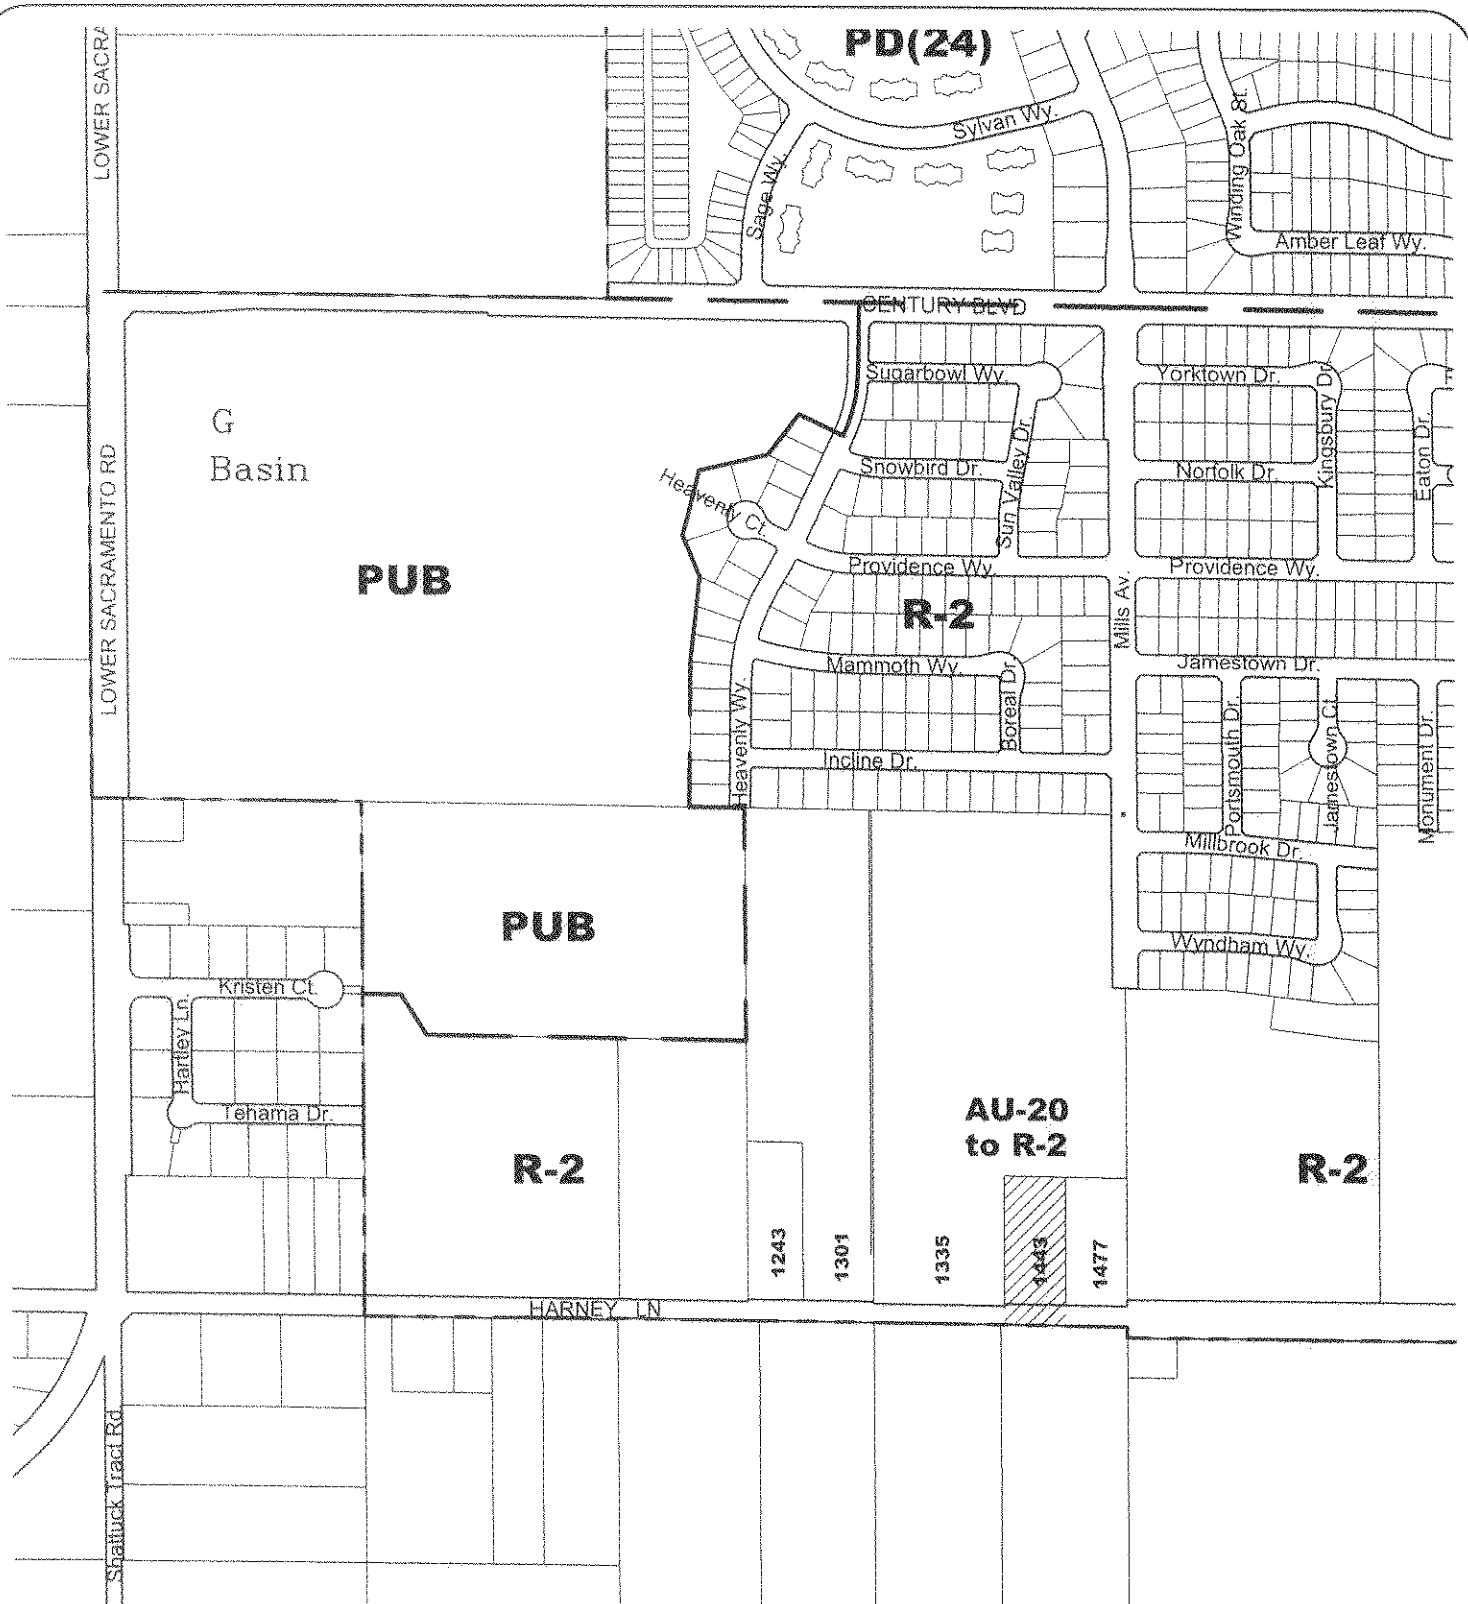 PD(24)
LOWER SACRA
Sylvan Wy.
Winding Oak St.
Sage Wy.
Amber Leaf Wy.
CENTURY BLVD
Sugarbowl Wy.
Yorktown Dr.
Kingsbury Dr.
Eaton Dr.
G
Basin
LOWER SACRAMENTO RD
Snowbird Dr.
Sun Valley Dr.
Norfolk Dr.
Heavenly Ct.
PUB
Providence Wy.
Providence Wy.
R-2
Mills Av.
Mammoth Wy.
Boreal Dr.
Jamestown Dr.
Heavenly Wy.
Incline Dr.
Portsmouth Dr.
Jamestown Ct.
Monument Dr.
Millbrook Dr.
PUB
Wyndham Wy.
Kristen Ct.
Hartley Ln.
Tehama Dr.
AU-20
to R-2
R-2
R-2
1243
1301
1335
1443
1477
HARNEY LN
Shattuck Tract Rd